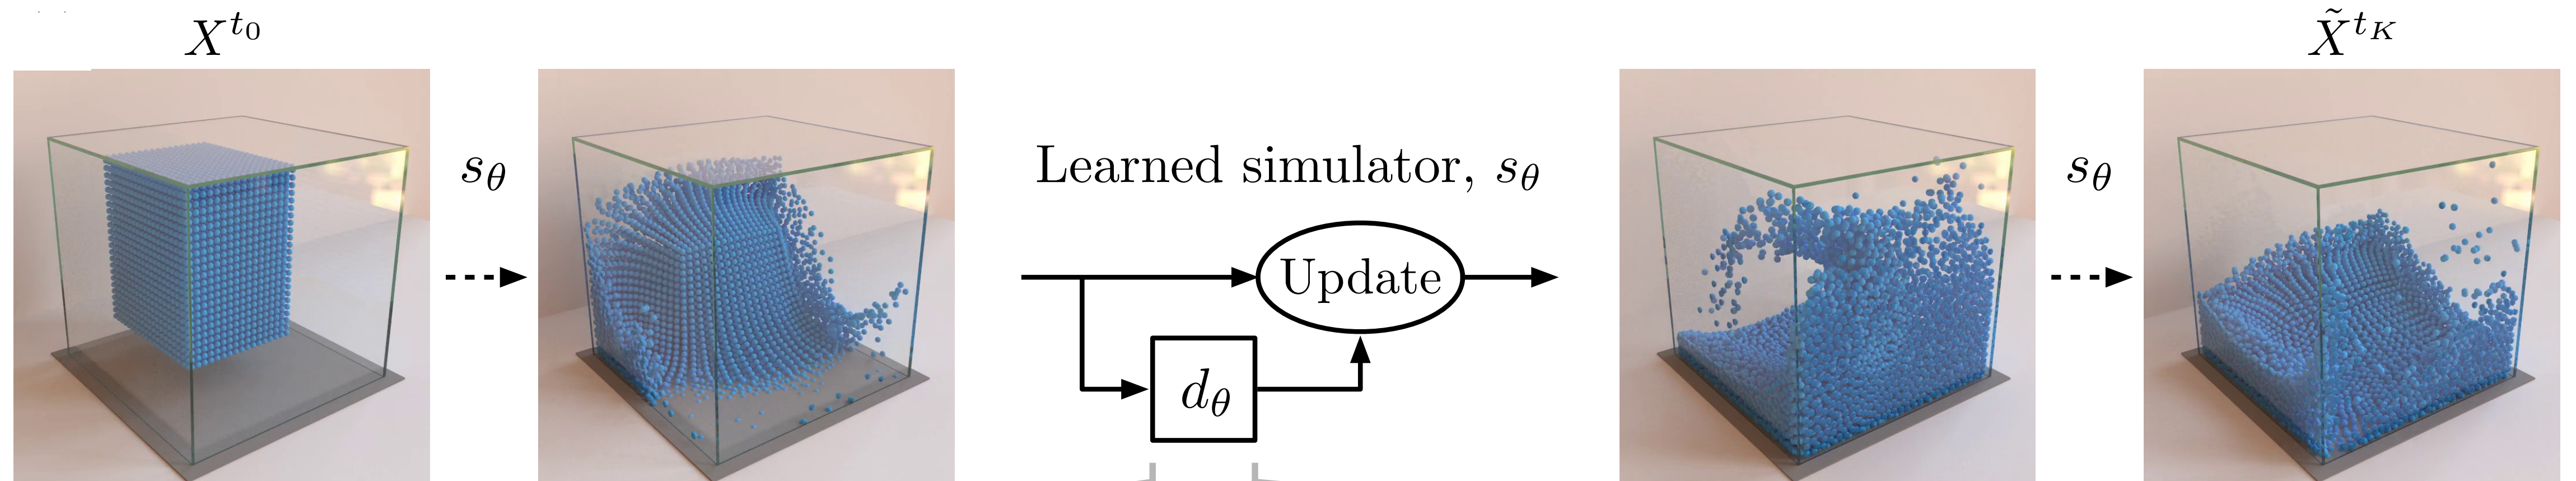 X^{t_0}
X̃^{t_K}
s_θ
Learned simulator, s_θ
s_θ
Update
d_θ